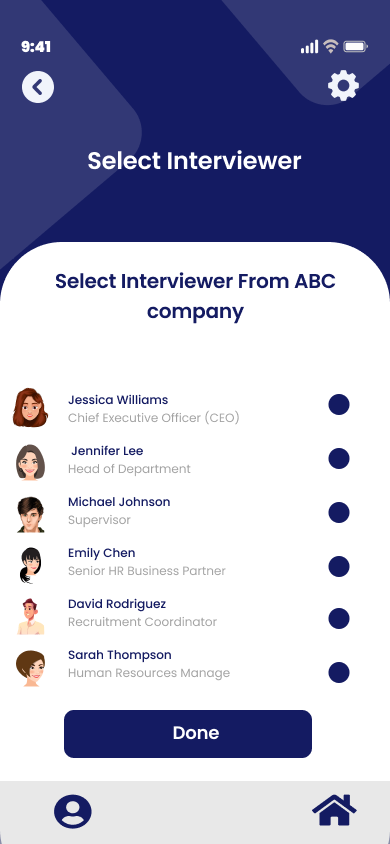 9:41
Select Interviewer
Select Interviewer From ABC
company
Jessica Williams
Chief Executive Officer (CEO)
Jennifer Lee
Head of Department
Michael Johnson
Supervisor
Emily Chen
Senior HR Business Partner
David Rodriguez
Recruitment Coordinator
Sarah Thompson
Human Resources Manage
Done